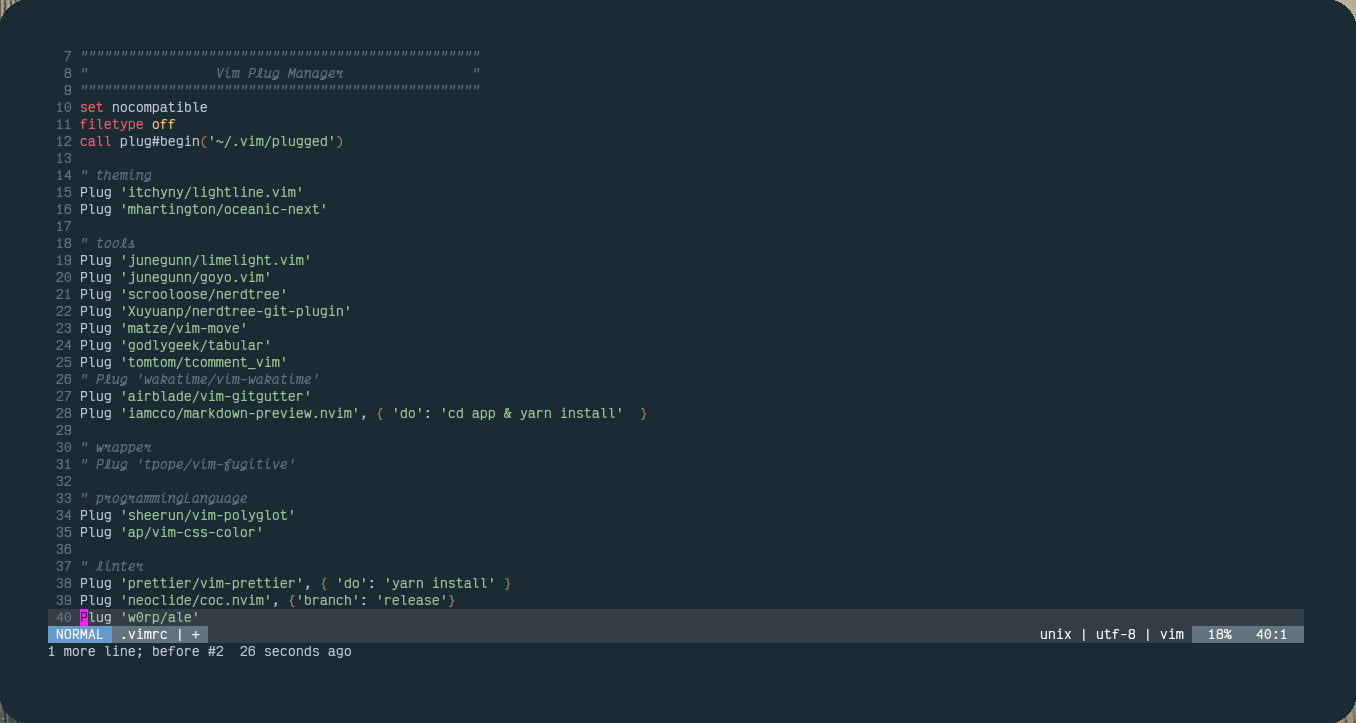 7 """"""""""""""""""""""""""""""""""""""""""""""""""
8 "                Vim Plug Manager                "
9 """"""""""""""""""""""""""""""""""""""""""""""""""
10 set nocompatible
11 filetype off
12 call plug#begin('~/.vim/plugged')
13
14 " theming
15 Plug 'itchyny/lightline.vim'
16 Plug 'mhartington/oceanic-next'
17
18 " tools
19 Plug 'junegunn/limelight.vim'
20 Plug 'junegunn/goyo.vim'
21 Plug 'scrooloose/nerdtree'
22 Plug 'Xuyuanp/nerdtree-git-plugin'
23 Plug 'matze/vim-move'
24 Plug 'godlygeek/tabular'
25 Plug 'tomtom/tcomment_vim'
26 " Plug 'wakatime/vim-wakatime'
27 Plug 'airblade/vim-gitgutter'
28 Plug 'iamcco/markdown-preview.nvim', { 'do': 'cd app & yarn install'  }
29
30 " wrapper
31 " Plug 'tpope/vim-fugitive'
32
33 " programmingLanguage
34 Plug 'sheerun/vim-polyglot'
35 Plug 'ap/vim-css-color'
36
37 " linter
38 Plug 'prettier/vim-prettier', { 'do': 'yarn install' }
39 Plug 'neoclide/coc.nvim', {'branch': 'release'}
40 Plug 'w0rp/ale'
NORMAL .vimrc | + unix | utf-8 | vim 18% 40:1
1 more line; before #2  26 seconds ago